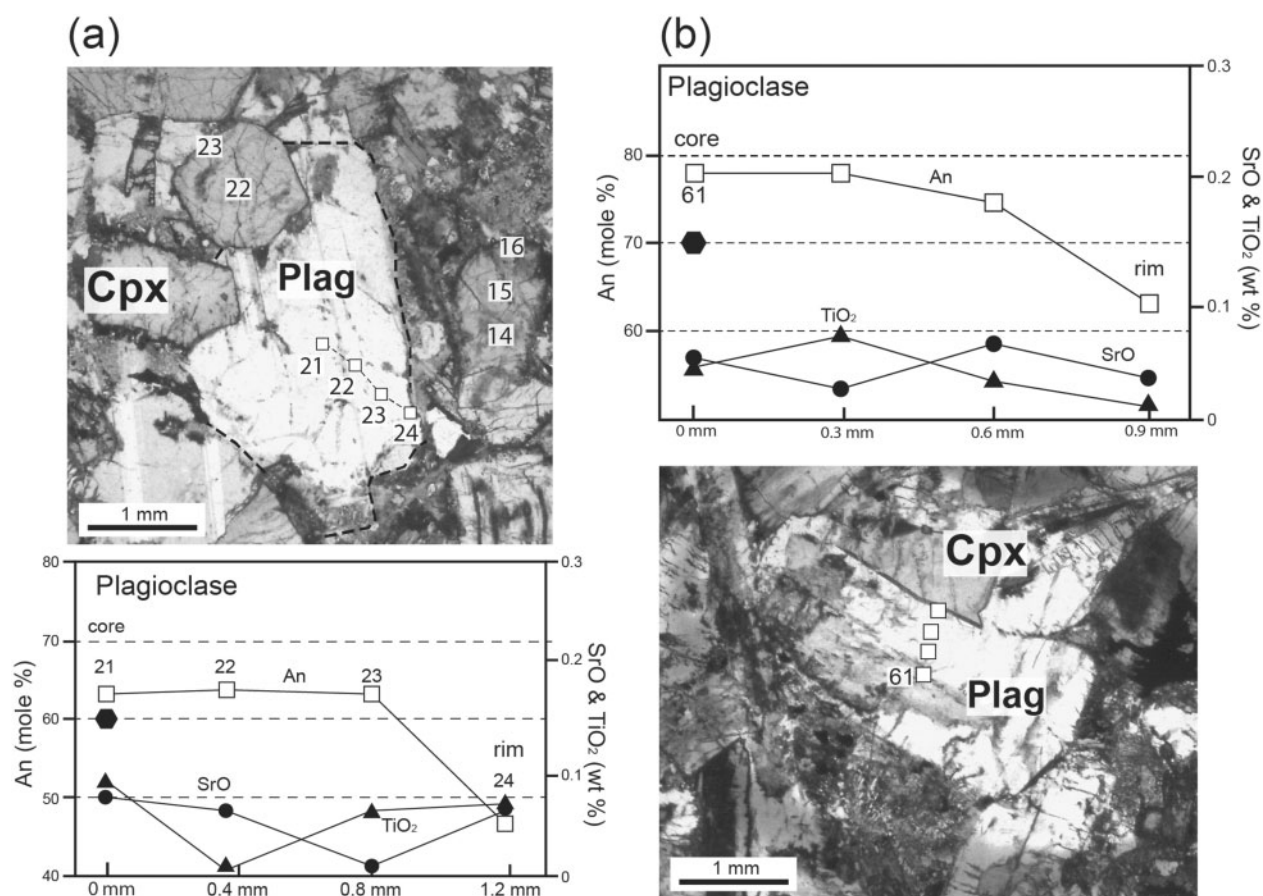 (a)
23
22
Cpx
Plag
16
15
14
21
22
23
24
1 mm
Plagioclase
core
21
22
An
23
rim
24
SrO
TiO₂
An (mole %)
80
70
60
50
40
SrO & TiO₂ (wt %)
0.3
0.2
0.1
0
0 mm
0.4 mm
0.8 mm
1.2 mm
(b)
Plagioclase
core
61
An
rim
TiO₂
SrO
An (mole %)
80
70
60
SrO & TiO₂ (wt %)
0.3
0.2
0.1
0
0 mm
0.3 mm
0.6 mm
0.9 mm
Cpx
61
Plag
1 mm